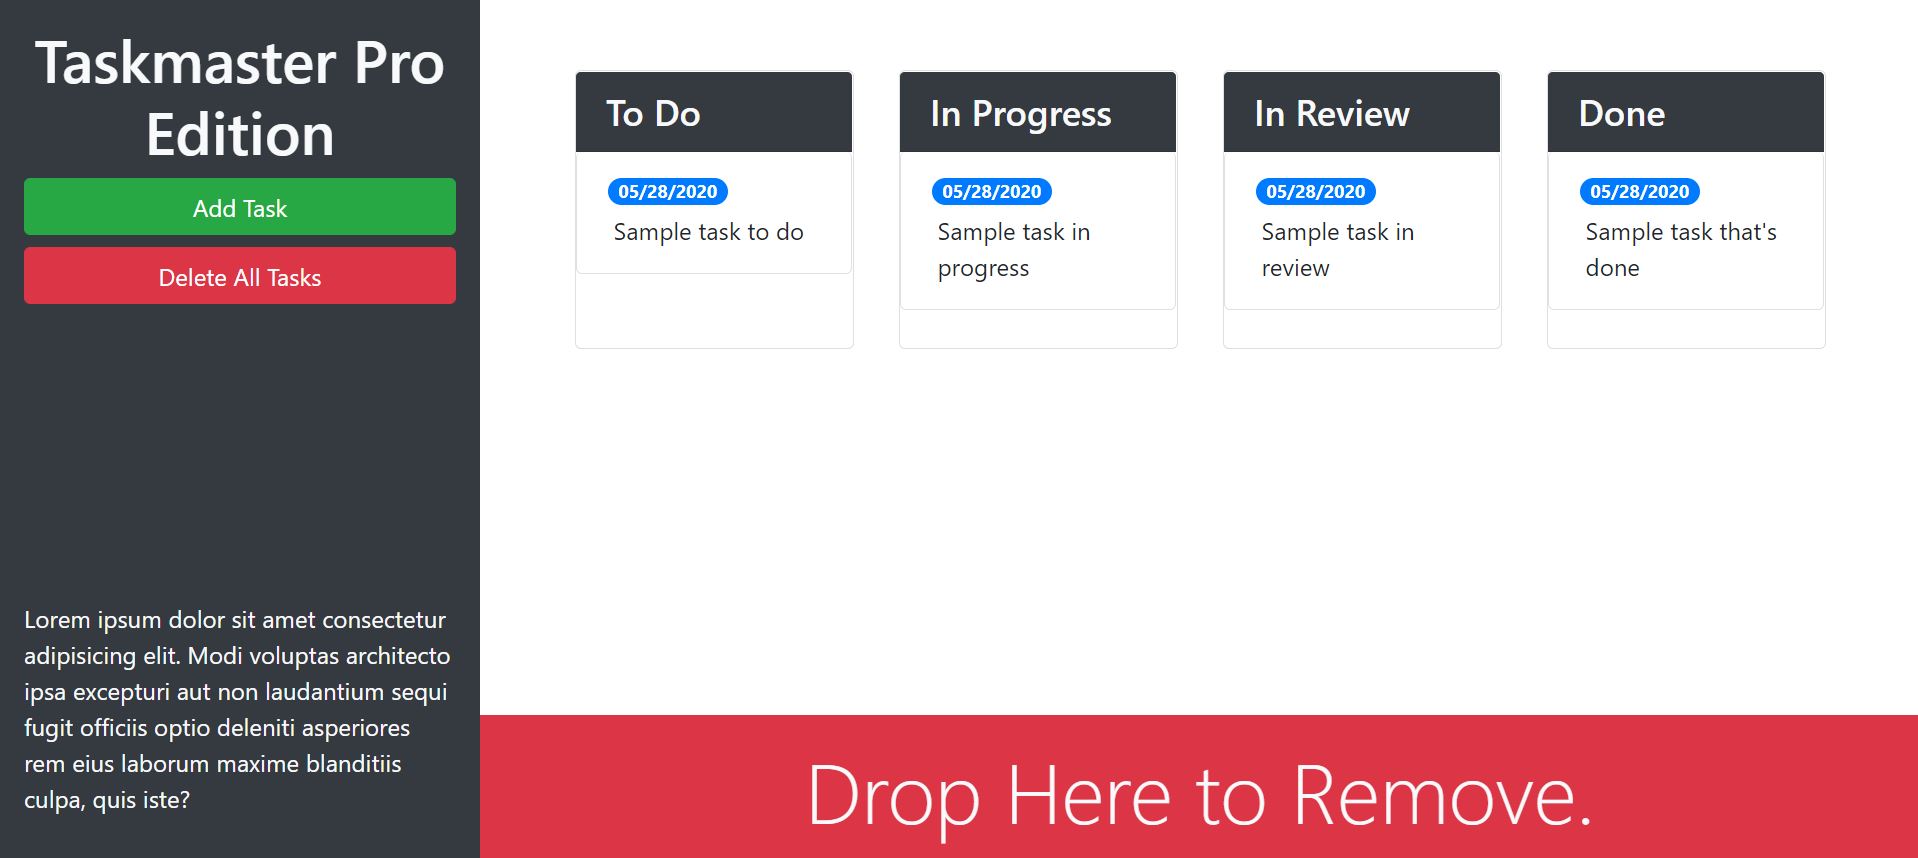 Taskmaster Pro
Edition
Add Task
Delete All Tasks
Lorem ipsum dolor sit amet consectetur
adipisicing elit. Modi voluptas architecto
ipsa excepturi aut non laudantium sequi
fugit officiis optio deleniti asperiores
rem eius laborum maxime blanditiis
culpa, quis iste?
To Do
05/28/2020
Sample task to do
In Progress
05/28/2020
Sample task in
progress
In Review
05/28/2020
Sample task in
review
Done
05/28/2020
Sample task that's
done
Drop Here to Remove.